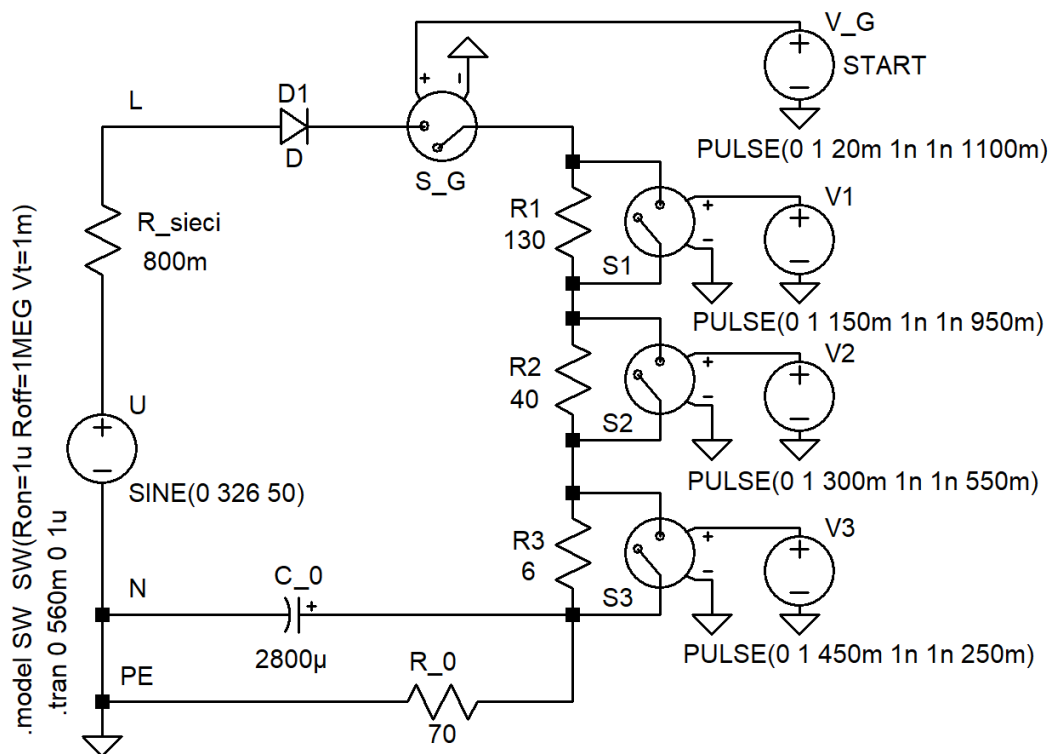 V_G
START
PULSE(0 1 20m 1n 1n 1100m)
L
D1
D
S_G
R_sieci
800m
R1
130
S1
V1
PULSE(0 1 150m 1n 1n 950m)
R2
40
S2
V2
PULSE(0 1 300m 1n 1n 550m)
U
SINE(0 326 50)
R3
6
S3
V3
PULSE(0 1 450m 1n 1n 250m)
N
C_0
2800µ
PE
R_0
70
.model SW SW(Ron=1u Roff=1MEG Vt=1m)
.tran 0 560m 0 1u